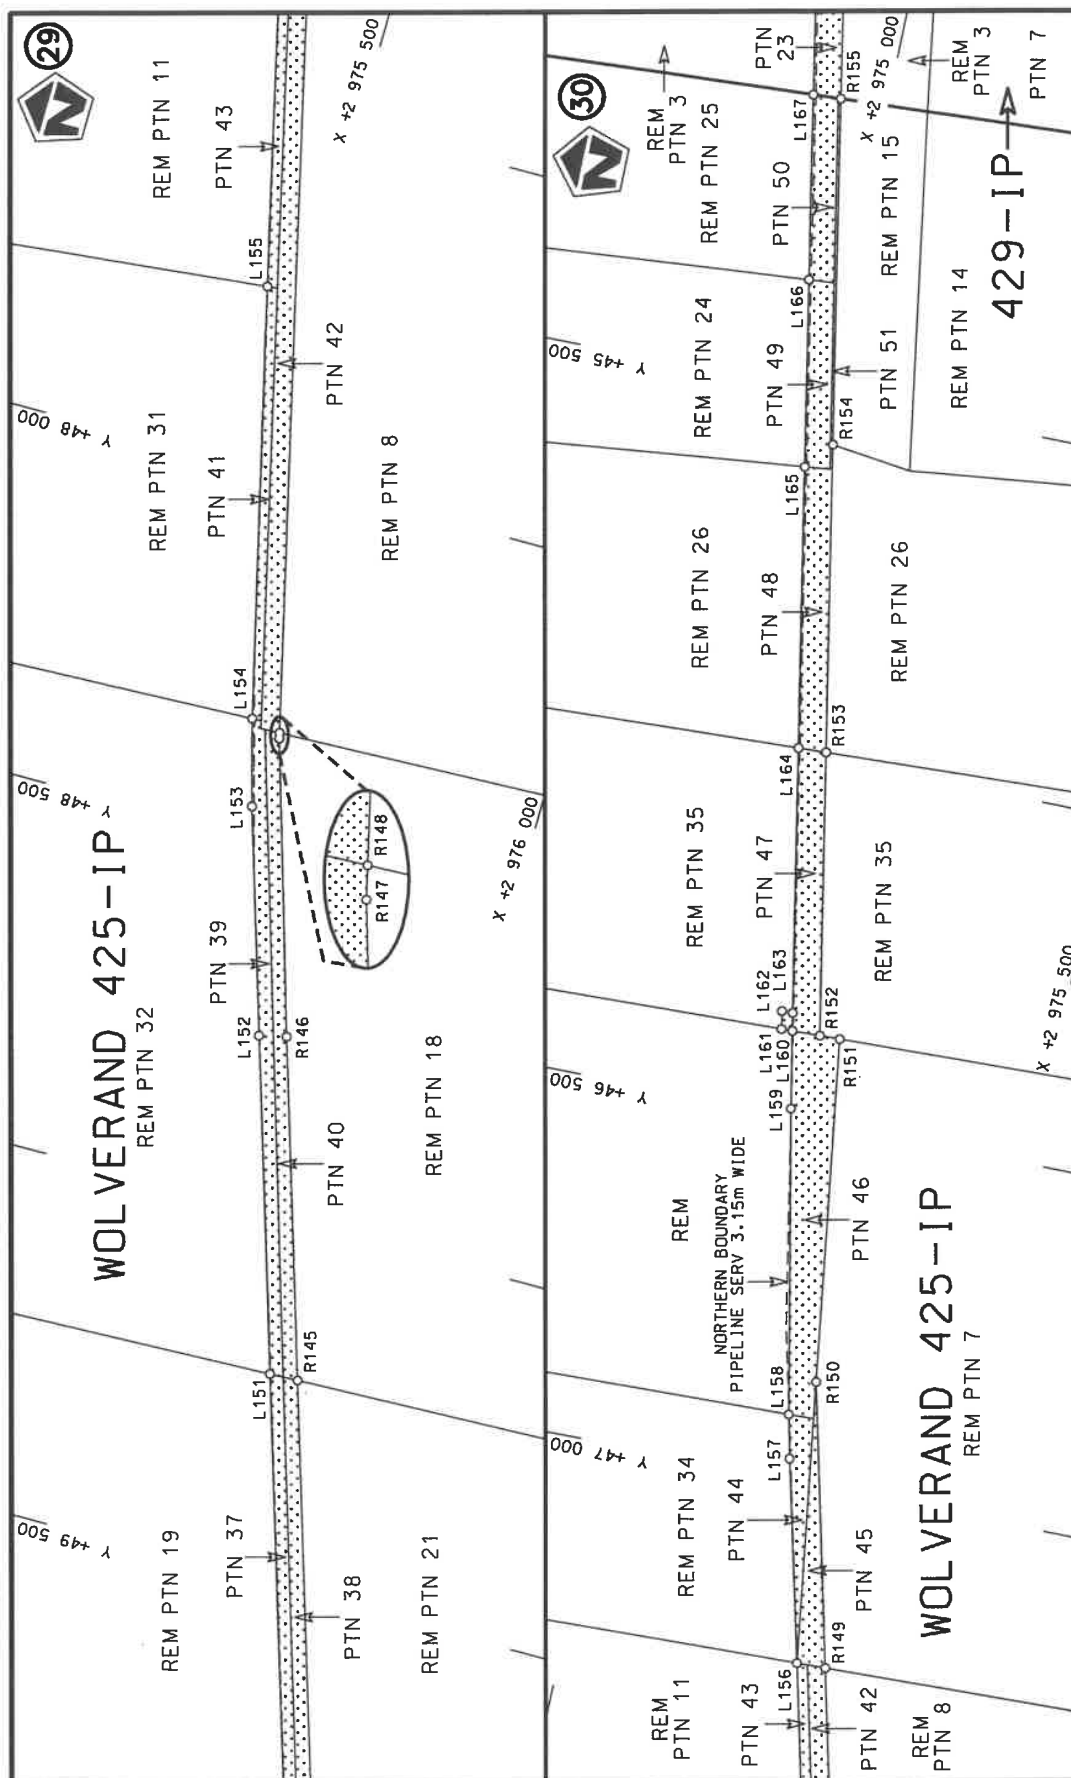 29
N
REM PTN 19
PTN 37
PTN 38
REM PTN 21
Y +49 500
L151
R145
WOLVERAND 425-IP
REM PTN 32
PTN 39
PTN 40
REM PTN 18
L152
R146
L153
Y +48 500
R147
R148
X +2 976 000
L154
REM PTN 31
PTN 41
PTN 42
REM PTN 8
Y +48 000
L155
REM PTN 11
PTN 43
X +2 975 500
30
N
REM
PTN 11
PTN 43
PTN 42
REM
PTN 8
L156
R149
REM PTN 34
PTN 44
PTN 45
Y +47 000
L157
L158
R150
WOLVERAND 425-IP
REM PTN 7
REM
NORTHERN BOUNDARY
PIPELINE SERV 3.15m WIDE
PTN 46
Y +46 500
L159
L160
L161
L162
L163
R151
R152
X +2 975 500
REM PTN 35
PTN 47
REM PTN 35
L164
R153
REM PTN 26
PTN 48
REM PTN 26
L165
R154
REM PTN 24
PTN 49
PTN 51
REM PTN 14
Y +45 500
L166
REM PTN 25
PTN 50
REM PTN 15
429-IP
REM
PTN 3
L167
R155
X +2 975 000
PTN
23
REM
PTN 3
PTN 7